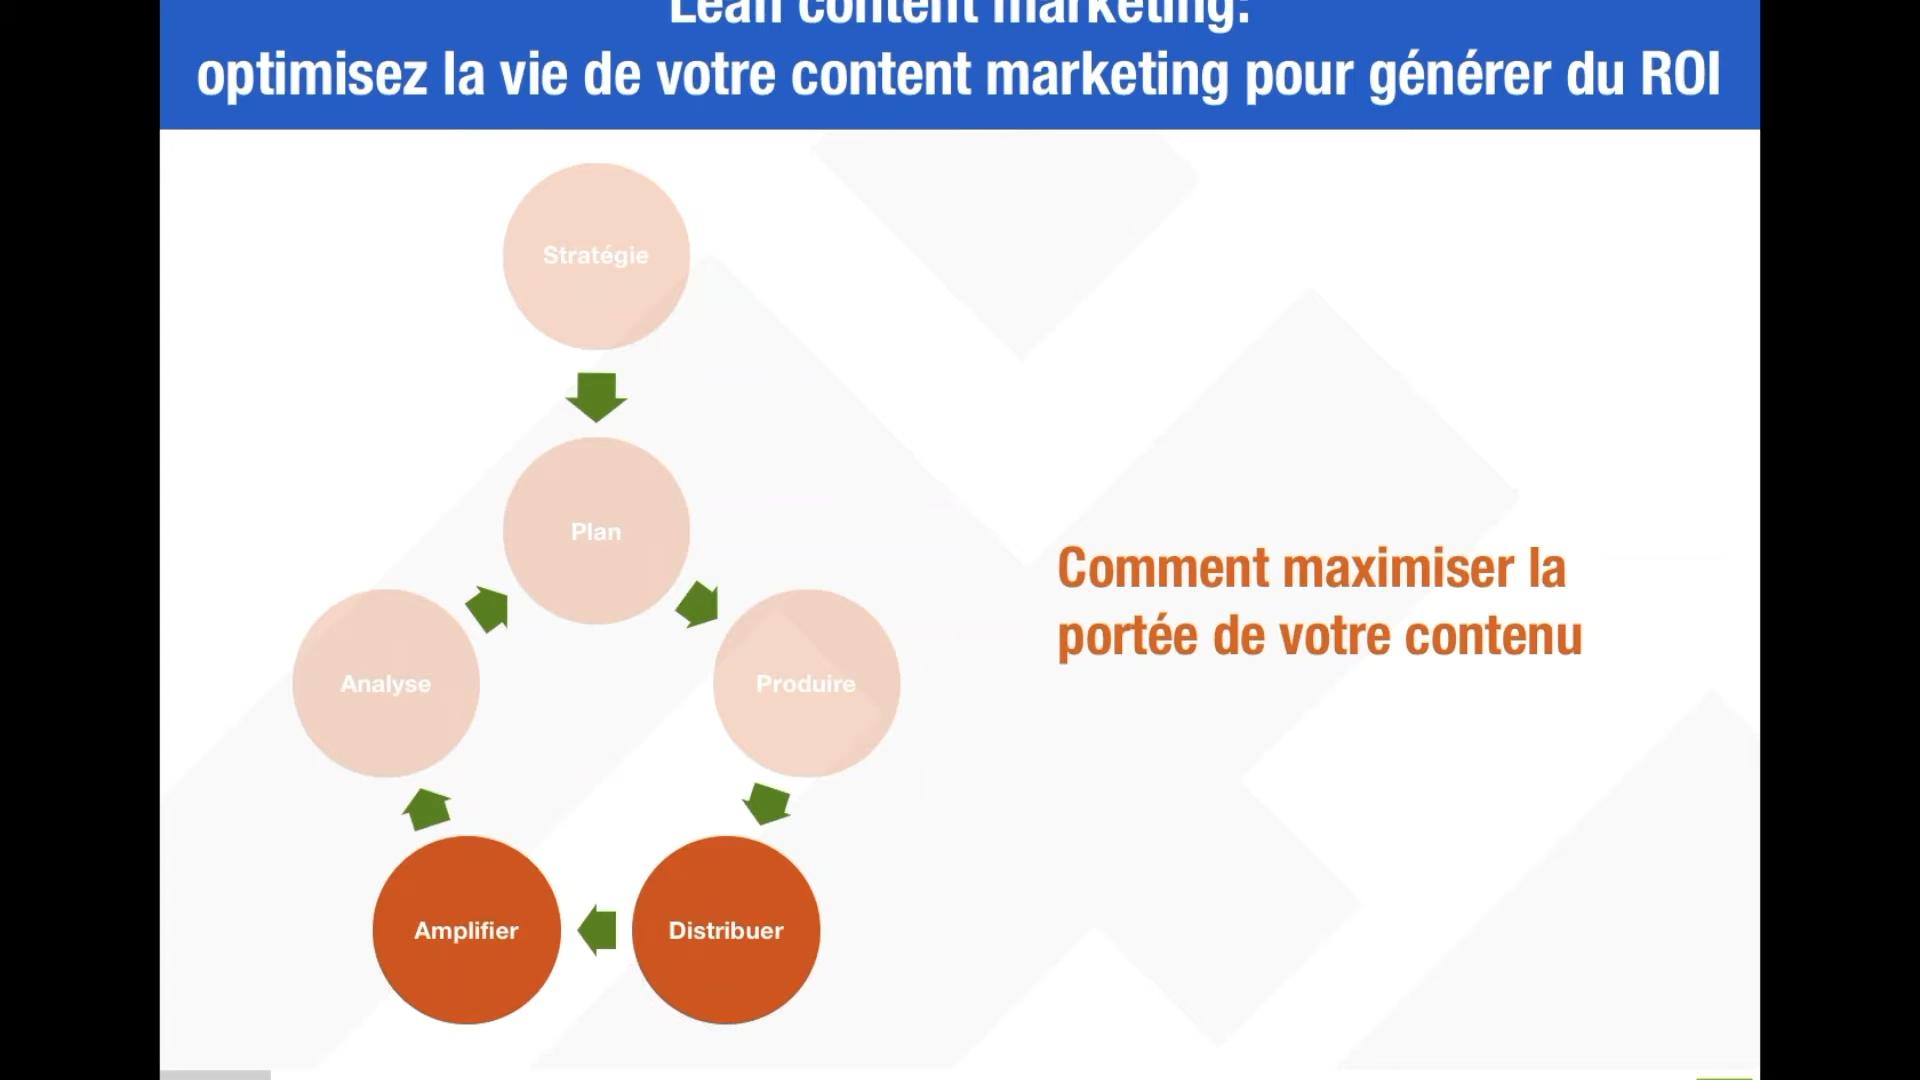 Lean content marketing:
optimisez la vie de votre content marketing pour générer du ROI
Stratégie
Plan
Analyse
Produire
Amplifier
Distribuer
Comment maximiser la
portée de votre contenu